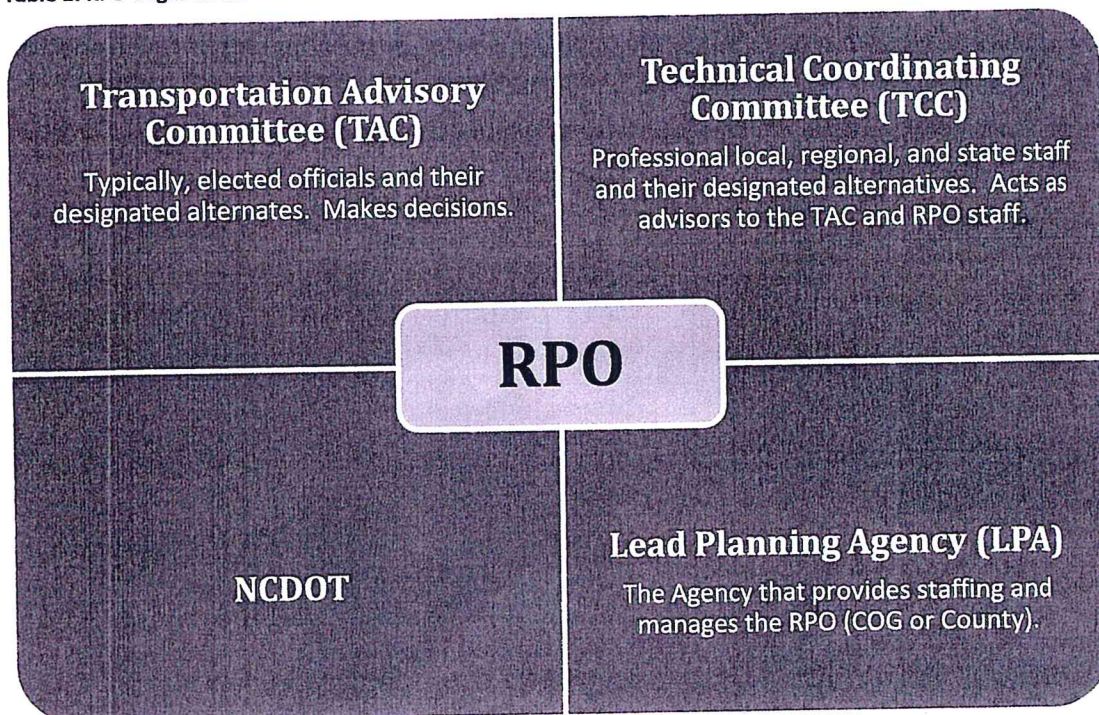 Transportation Advisory
Committee (TAC)
Typically, elected officials and their
designated alternates. Makes decisions.
Technical Coordinating
Committee (TCC)
Professional local, regional, and state staff
and their designated alternatives. Acts as
advisors to the TAC and RPO staff.
RPO
NCDOT
Lead Planning Agency (LPA)
The Agency that provides staffing and
manages the RPO (COG or County).